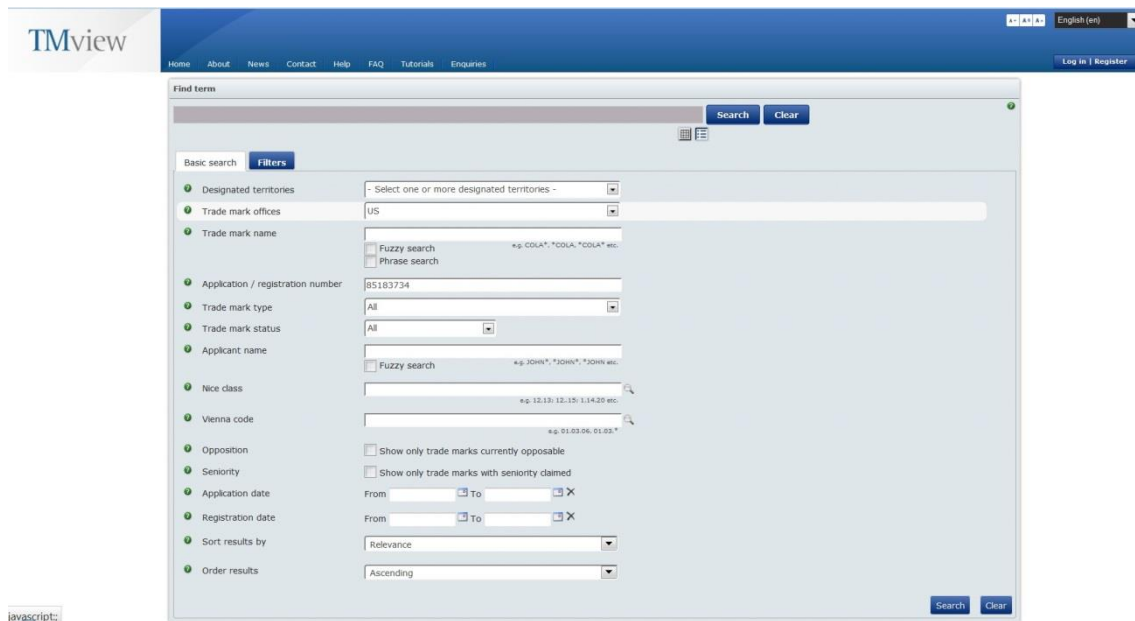 A- A± A+ English (en)
TMview
Home About News Contact Help FAQ Tutorials Enquiries Log in | Register
Find term
Search Clear
Basic search Filters
Designated territories - Select one or more designated territories -
Trade mark offices US
Trade mark name
e.g. COLA*, *COLA, *COLA* etc.
Fuzzy search
Phrase search
Application / registration number 85183734
Trade mark type All
Trade mark status All
Applicant name
Fuzzy search e.g. JOHN*, *JOHN*, *JOHN etc.
Nice class
e.g. 12,13; 12..15; 1,14,20 etc.
Vienna code
e.g. 01.03.06, 01.03.*
Opposition Show only trade marks currently opposable
Seniority Show only trade marks with seniority claimed
Application date From To
Registration date From To
Sort results by Relevance
Order results Ascending
Search Clear
javascript:;